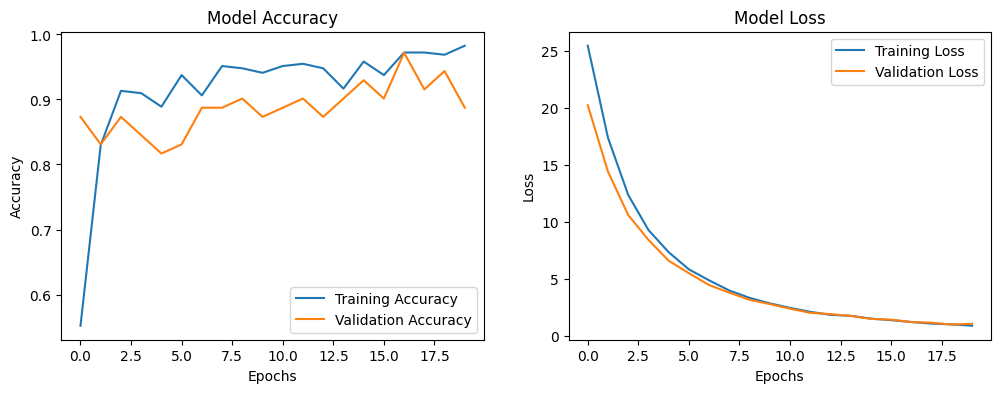 Model Accuracy
1.0
0.9
0.8
0.7
0.6
Accuracy
Training Accuracy
Validation Accuracy
0.0 2.5 5.0 7.5 10.0 12.5 15.0 17.5
Epochs
Model Loss
25
20
15
10
5
0
Loss
Training Loss
Validation Loss
0.0 2.5 5.0 7.5 10.0 12.5 15.0 17.5
Epochs